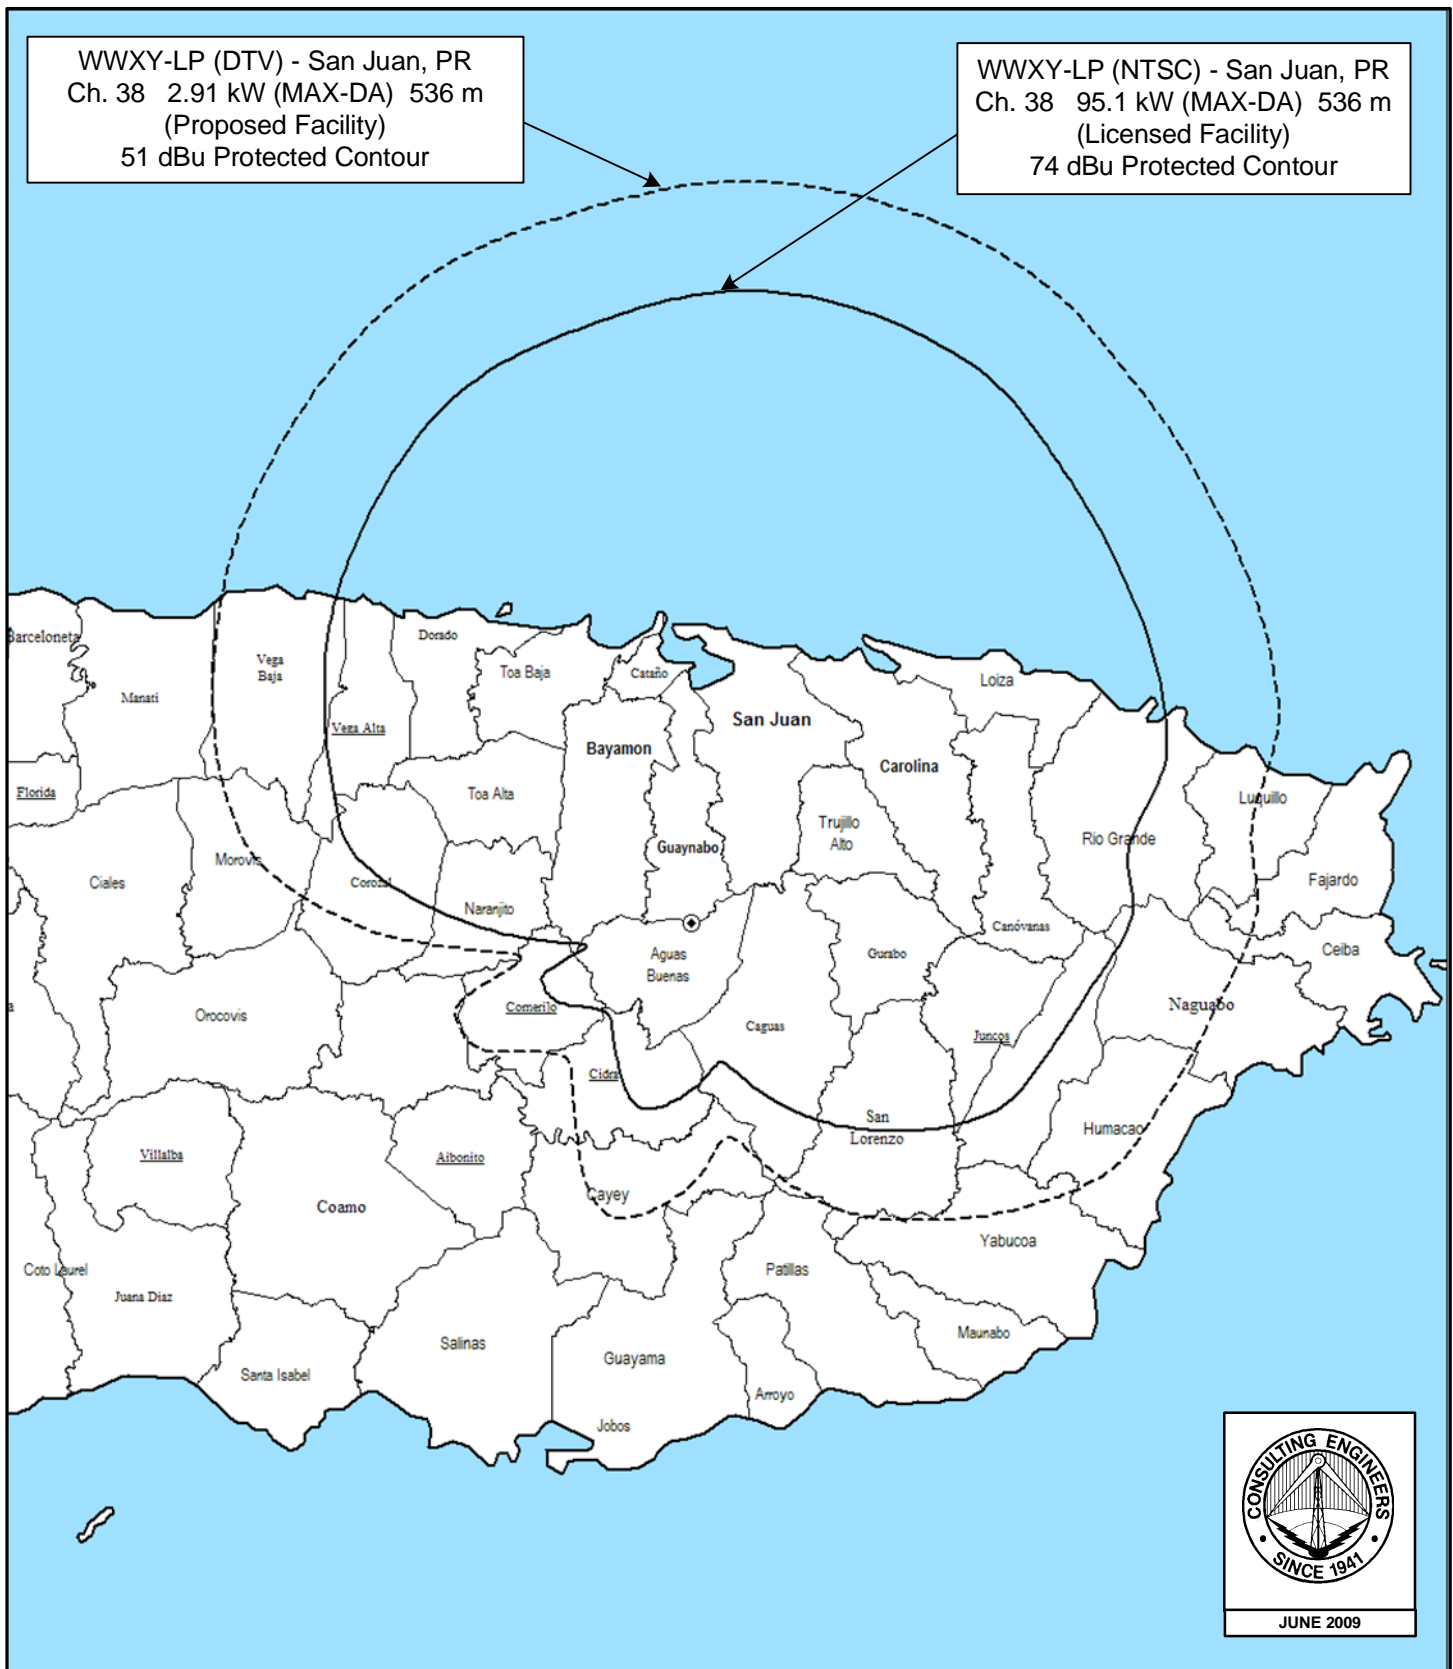 WWXY-LP (DTV) - San Juan, PR
Ch. 38 2.91 kW (MAX-DA) 536 m
(Proposed Facility)
51 dBu Protected Contour
WWXY-LP (NTSC) - San Juan, PR
Ch. 38 95.1 kW (MAX-DA) 536 m
(Licensed Facility)
74 dBu Protected Contour
Barceloneta
Manati
Vega
Baja
Vega Alta
Dorado
Toa Baja
Cataño
San Juan
Loiza
Bayamon
Carolina
Florida
Toa Alta
Guaynabo
Trujillo
Alto
Rio Grande
Luquillo
Fajardo
Ciales
Morovis
Corozal
Naranjito
Aguas
Buenas
Gurabo
Canóvanas
Ceiba
Naguabo
a
Orocovis
Comerilo
Caguas
Juncos
Cidra
San
Lorenzo
Humacao
Villalba
Aibonito
Coamo
Cayey
Yabucoa
Coto Laurel
Juana Diaz
Patillas
Salinas
Guayama
Maunabo
Santa Isabel
Arroyo
Jobos
CONSULTING ENGINEERS
• SINCE 1941 •
JUNE 2009